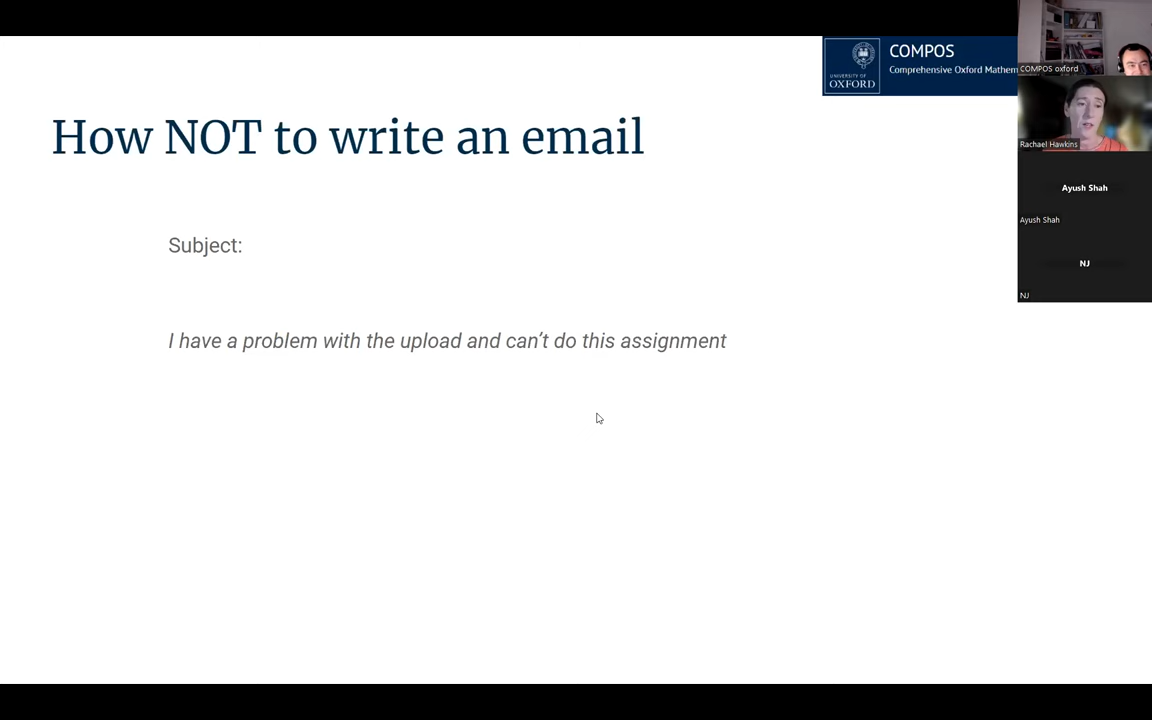 COMPOS
Comprehensive Oxford Mathem
UNIVERSITY OF
OXFORD
How NOT to write an email
Subject:
I have a problem with the upload and can't do this assignment
COMPOS oxford
Rachael Hawkins
Ayush Shah
Ayush Shah
NJ
NJ